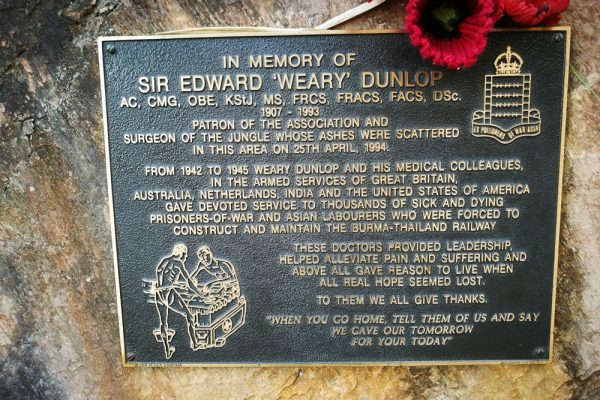 IN MEMORY OF
SIR EDWARD 'WEARY' DUNLOP
AC, CMG, OBE, KStJ, MS, FRCS, FRACS, FACS, DSc.
1907 - 1993
PATRON OF THE ASSOCIATION AND
SURGEON OF THE JUNGLE WHOSE ASHES WERE SCATTERED
IN THIS AREA ON 25TH APRIL, 1994.
EX PRISONERS OF WAR ASSN
FROM 1942 TO 1945 WEARY DUNLOP AND HIS MEDICAL COLLEAGUES,
IN THE ARMED SERVICES OF GREAT BRITAIN,
AUSTRALIA, NETHERLANDS, INDIA AND THE UNITED STATES OF AMERICA
GAVE DEVOTED SERVICE TO THOUSANDS OF SICK AND DYING
PRISONERS-OF-WAR AND ASIAN LABOURERS WHO WERE FORCED TO
CONSTRUCT AND MAINTAIN THE BURMA-THAILAND RAILWAY
THESE DOCTORS PROVIDED LEADERSHIP,
HELPED ALLEVIATE PAIN AND SUFFERING AND
ABOVE ALL GAVE REASON TO LIVE WHEN
ALL REAL HOPE SEEMED LOST.
TO THEM WE ALL GIVE THANKS.
"WHEN YOU GO HOME, TELL THEM OF US AND SAY
WE GAVE OUR TOMORROW
FOR YOUR TODAY"